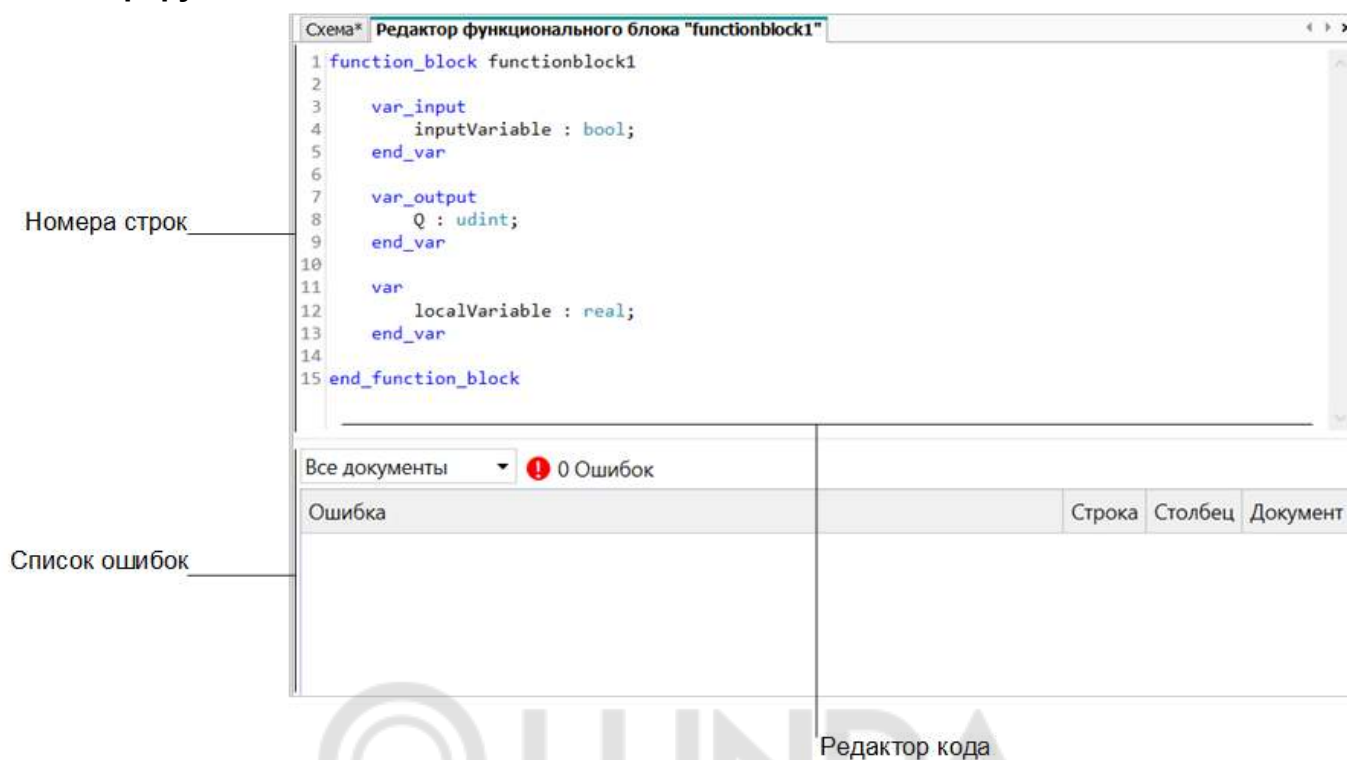 Схема* Редактор функционального блока "functionblock1"
1 function_block functionblock1
2
3 var_input
4 inputVariable : bool;
5 end_var
6
7 var_output
8 Q : udint;
9 end_var
10
11 var
12 localVariable : real;
13 end_var
14
15 end_function_block
Номера строк
Все документы 0 Ошибок
Ошибка Строка Столбец Документ
Список ошибок
Редактор кода